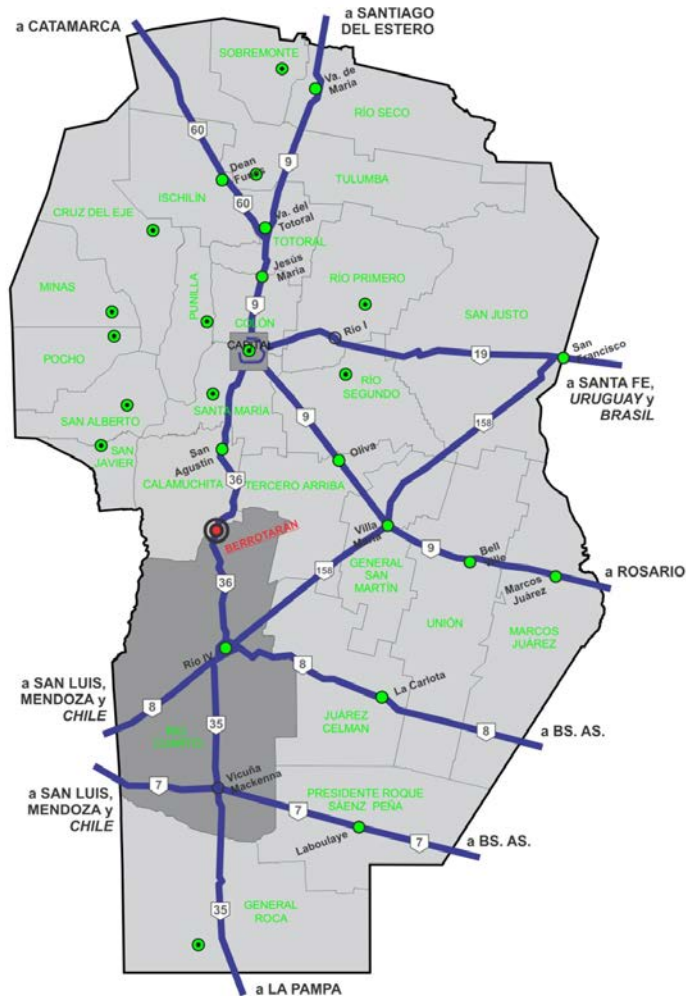 a CATAMARCA
a SANTIAGO
DEL ESTERO
SOBREMONTE
Va. de
María
RÍO SECO
60
9
Dean
Funes
TULUMBA
ISCHILÍN
60
CRUZ DEL EJE
Va. del
Totoral
TOTORAL
Jesús
María
RÍO PRIMERO
MINAS
PUNILLA
9
SAN JUSTO
COLÓN
Río I
CAPITAL
San
Francisco
19
POCHO
a SANTA FE,
URUGUAY y
BRASIL
RÍO
SEGUNDO
SANTA MARÍA
SAN ALBERTO
9
158
SAN
JAVIER
San
Agustín
Oliva
36
CALAMUCHITA
TERCERO ARRIBA
BERROTARÁN
Villa
María
9
Bell
Ville
GENERAL
SAN
MARTÍN
158
36
Marcos
Juárez
a ROSARIO
UNIÓN
MARCOS
JUÁREZ
Río IV
8
a SAN LUIS,
MENDOZA y
CHILE
8
La Carlota
35
JUÁREZ
CELMAN
8
a BS. AS.
RÍO
CUARTO
7
Vicuña
Mackenna
a SAN LUIS,
MENDOZA y
CHILE
PRESIDENTE ROQUE
SÁENZ PEÑA
7
Laboulaye
7
a BS. AS.
GENERAL
ROCA
35
a LA PAMPA